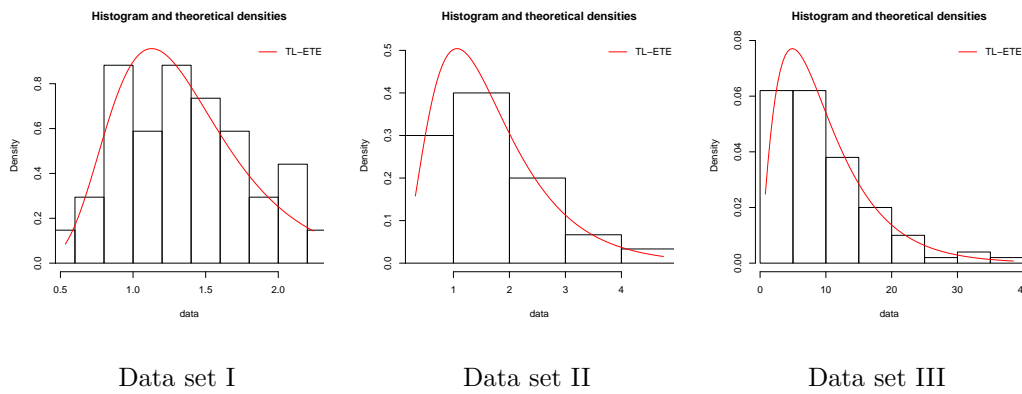 Histogram and theoretical densities
TL−ETE
Density
0.0
0.2
0.4
0.6
0.8
0.5
1.0
1.5
2.0
data
Data set I
Histogram and theoretical densities
TL−ETE
Density
0.0
0.1
0.2
0.3
0.4
0.5
1
2
3
4
data
Data set II
Histogram and theoretical densities
TL−ETE
Density
0.00
0.02
0.04
0.06
0.08
0
10
20
30
data
Data set III